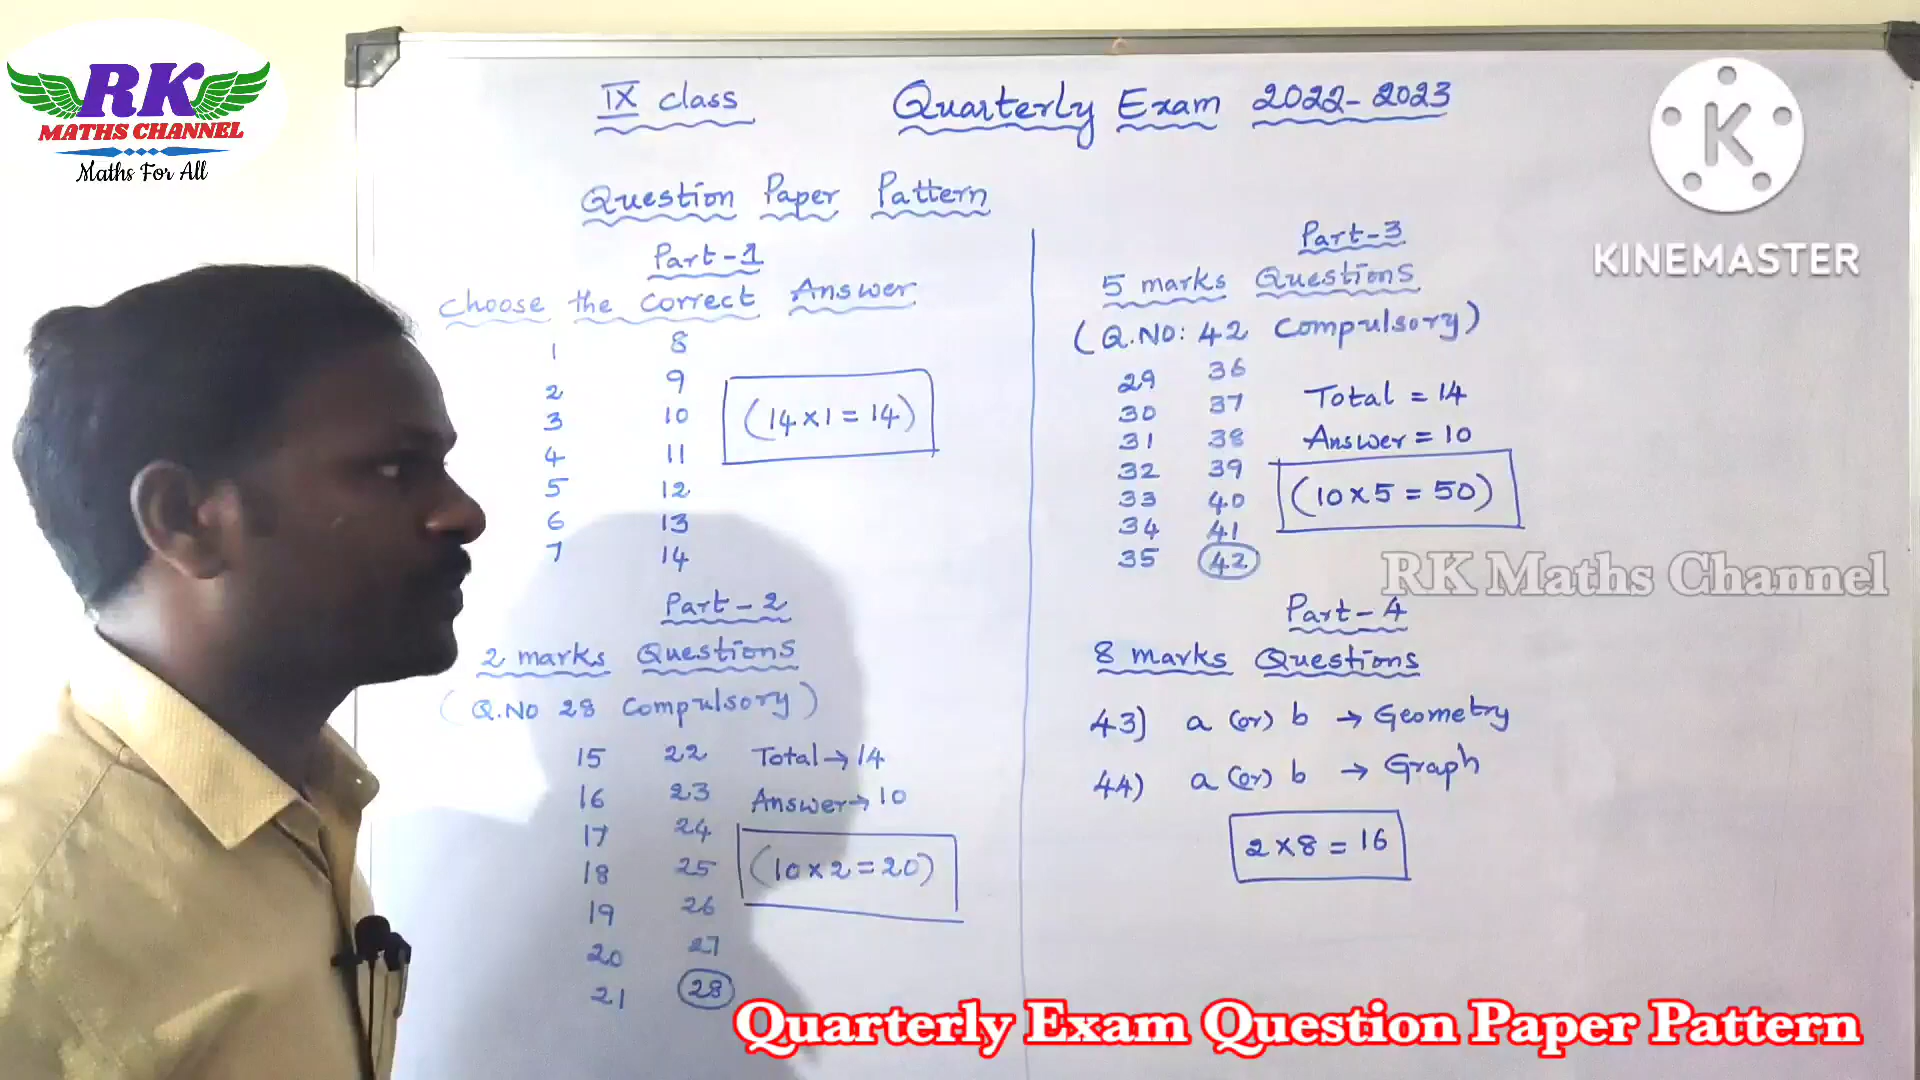 RK
MATHS CHANNEL
Maths For All
IX class
Quarterly Exam 2022-2023
K
KINEMASTER
Question Paper Pattern
Part-1
Choose the correct Answer
1 8
2 9
3 10
4 11
5 12
6 13
7 14
(14×1=14)
Part-2
2 marks Questions
(Q.No 28 Compulsory)
15 22
16 23
17 24
18 25
19 26
20 27
21 28
Total→14
Answer→10
(10×2=20)
Part-3
5 marks Questions
(Q.No: 42 Compulsory)
29 36
30 37
31 38
32 39
33 40
34 41
35 42
Total = 14
Answer = 10
(10×5=50)
RK Maths Channel
Part-4
8 marks Questions
43) a (or) b → Geometry
44) a (or) b → Graph
2×8=16
Quarterly Exam Question Paper Pattern